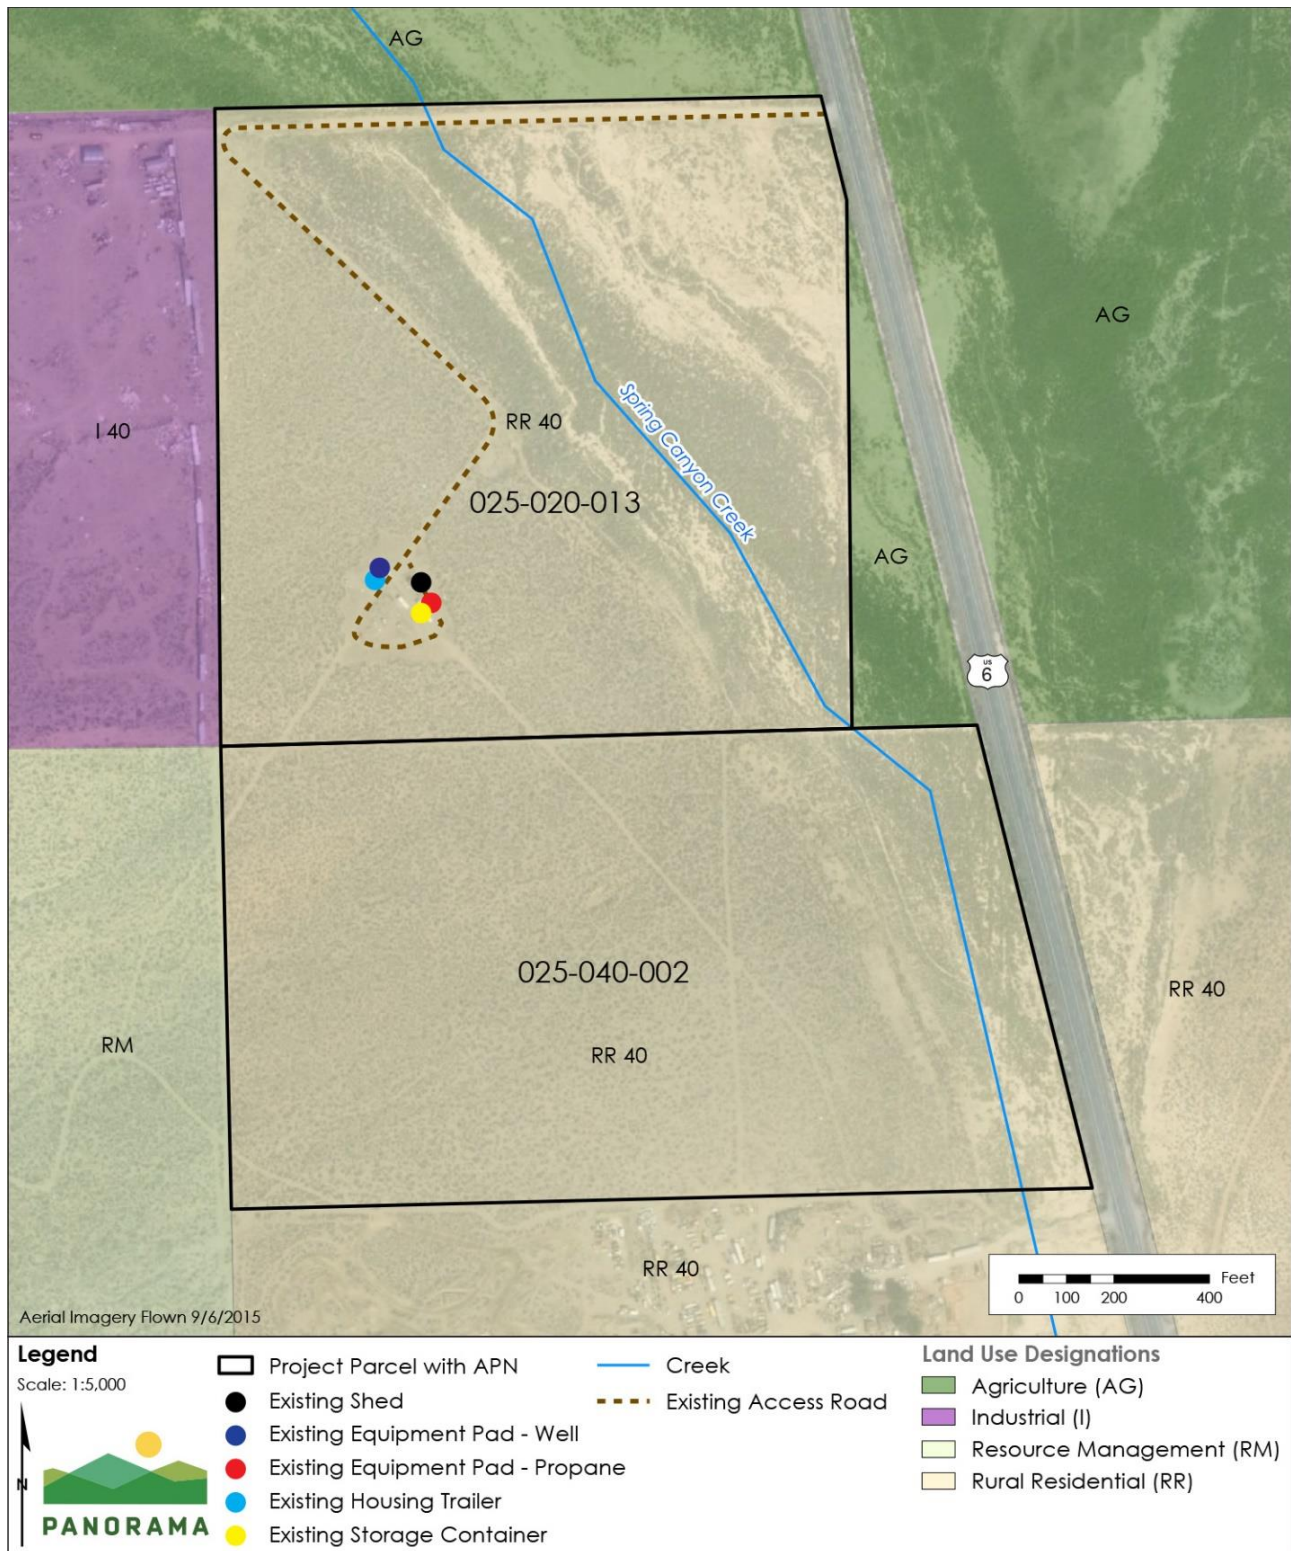 AG
AG
I 40
RR 40
Spring Canyon Creek
025-020-013
AG
US
6
025-040-002
RR 40
RM
RR 40
RR 40
Feet
0 100 200 400
Aerial Imagery Flown 9/6/2015
Legend
Scale: 1:5,000
N
PANORAMA
Project Parcel with APN
Existing Shed
Existing Equipment Pad - Well
Existing Equipment Pad - Propane
Existing Housing Trailer
Existing Storage Container
Creek
Existing Access Road
Land Use Designations
Agriculture (AG)
Industrial (I)
Resource Management (RM)
Rural Residential (RR)